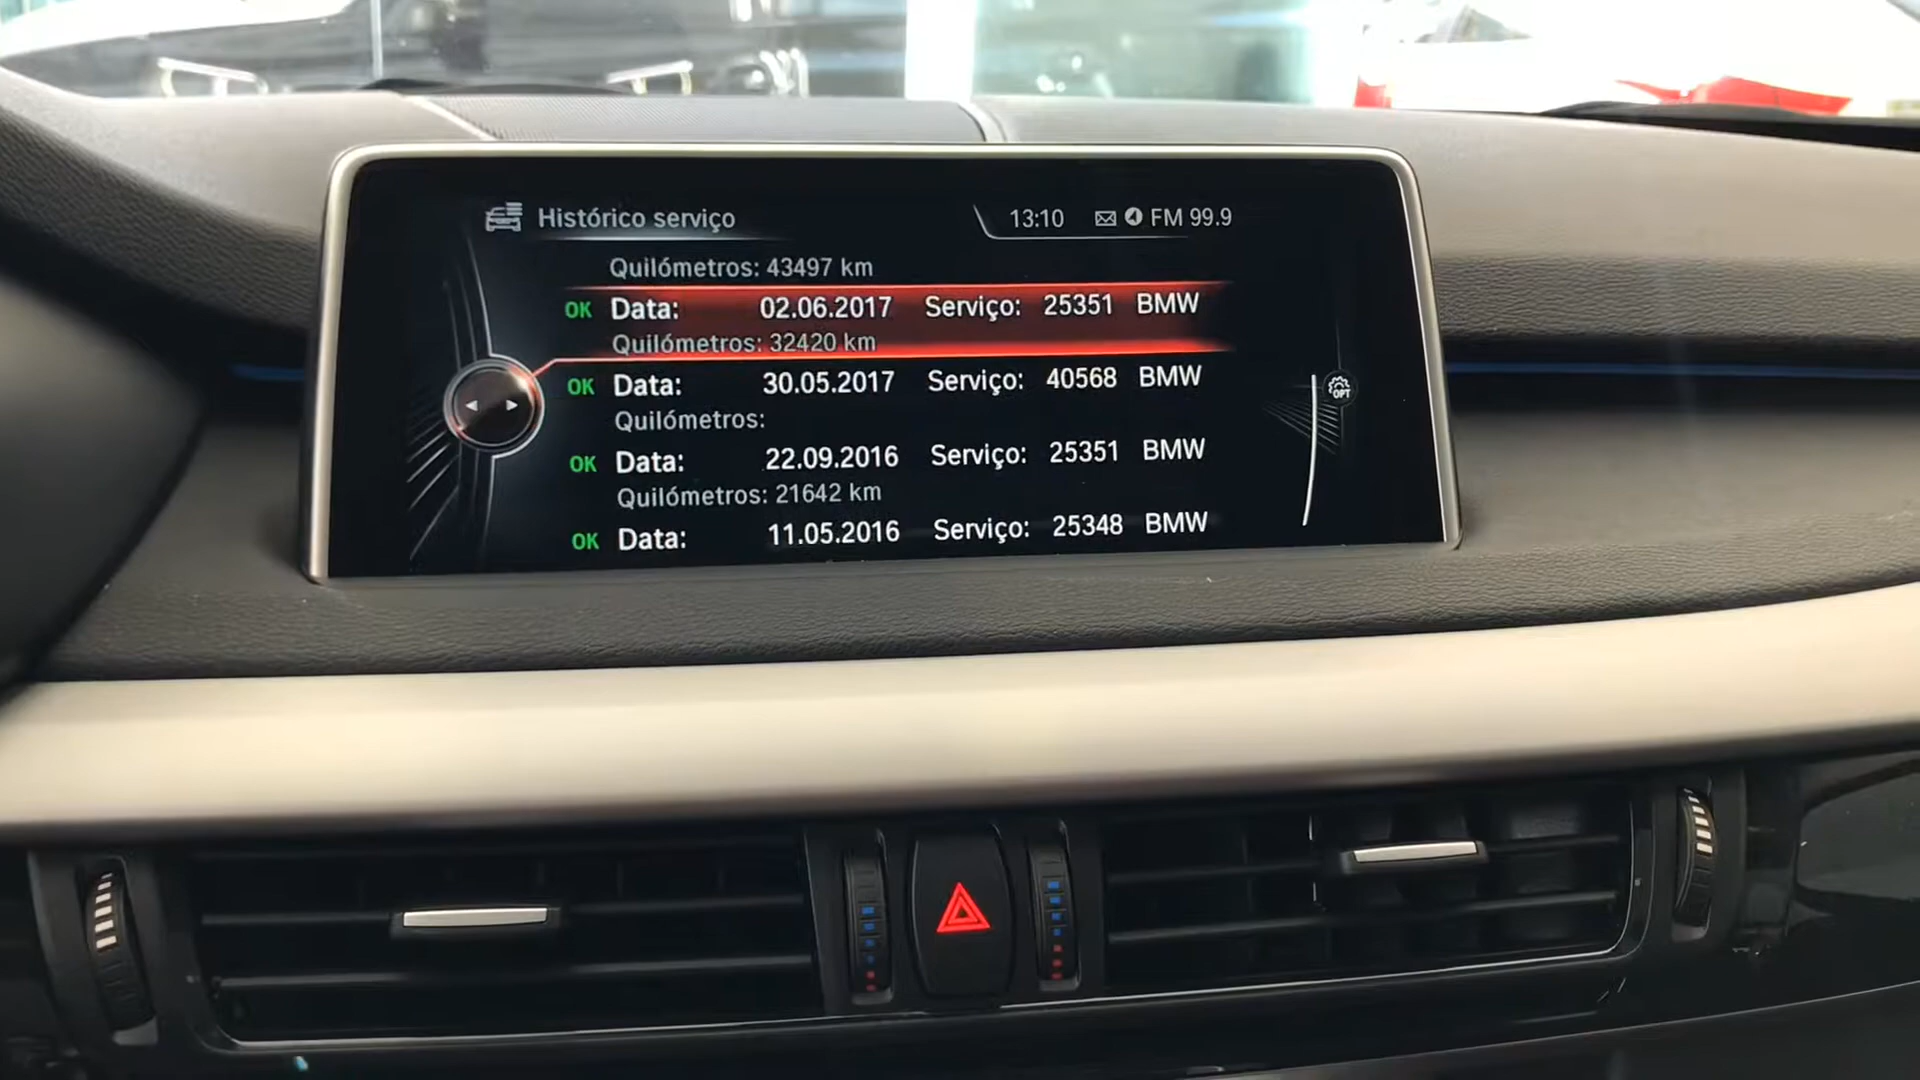 Histórico serviço
13:10 FM 99.9
Quilómetros: 43497 km
OK Data: 02.06.2017 Serviço: 25351 BMW
Quilómetros: 32420 km
OK Data: 30.05.2017 Serviço: 40568 BMW
Quilómetros:
OK Data: 22.09.2016 Serviço: 25351 BMW
Quilómetros: 21642 km
OK Data: 11.05.2016 Serviço: 25348 BMW
OPT